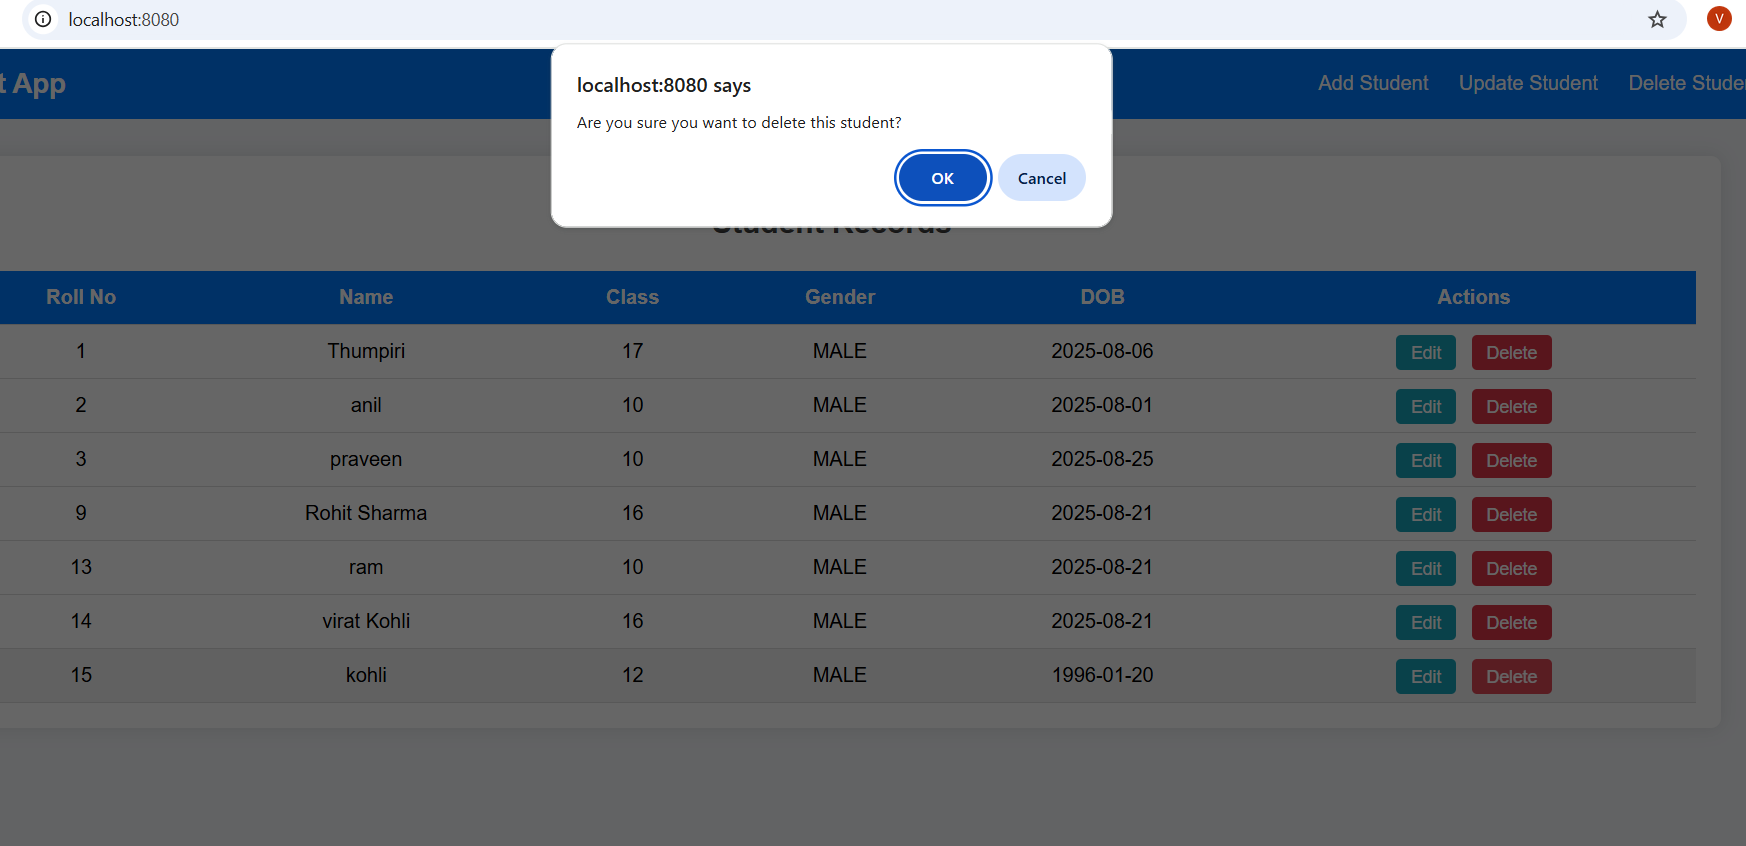 localhost:8080
V
t App
Add Student Update Student Delete Stude
localhost:8080 says
Are you sure you want to delete this student?
OK Cancel
Student Records
Roll No Name Class Gender DOB Actions
1 Thumpiri 17 MALE 2025-08-06 Edit Delete
2 anil 10 MALE 2025-08-01 Edit Delete
3 praveen 10 MALE 2025-08-25 Edit Delete
9 Rohit Sharma 16 MALE 2025-08-21 Edit Delete
13 ram 10 MALE 2025-08-21 Edit Delete
14 virat Kohli 16 MALE 2025-08-21 Edit Delete
15 kohli 12 MALE 1996-01-20 Edit Delete